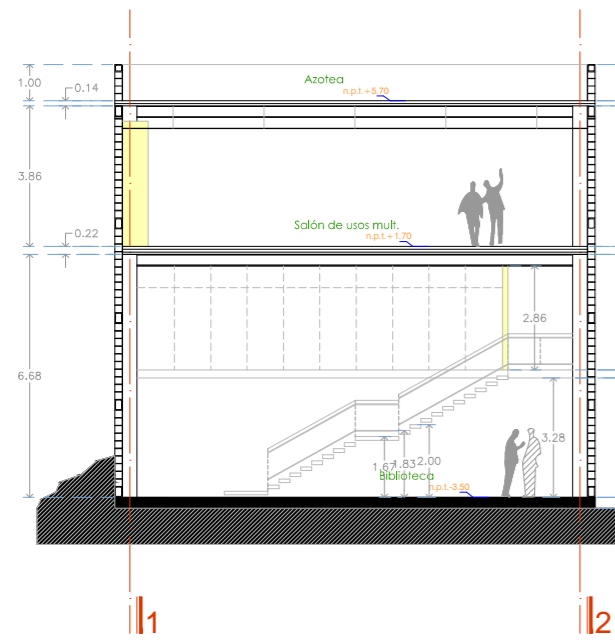 Azotea
n.p.t.+5.70
1.00
0.14
3.86
Salón de usos mult.
n.p.t.+1.70
0.22
2.86
6.68
3.28
1.67
1.83
2.00
Biblioteca
n.p.t.-3.50
1
2